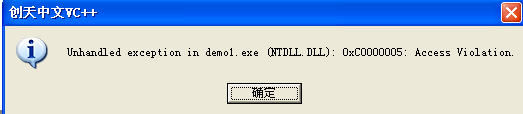 创天中文VC++
Unhandled exception in demo1.exe (NTDLL.DLL): 0xC0000005: Access Violation.
确定